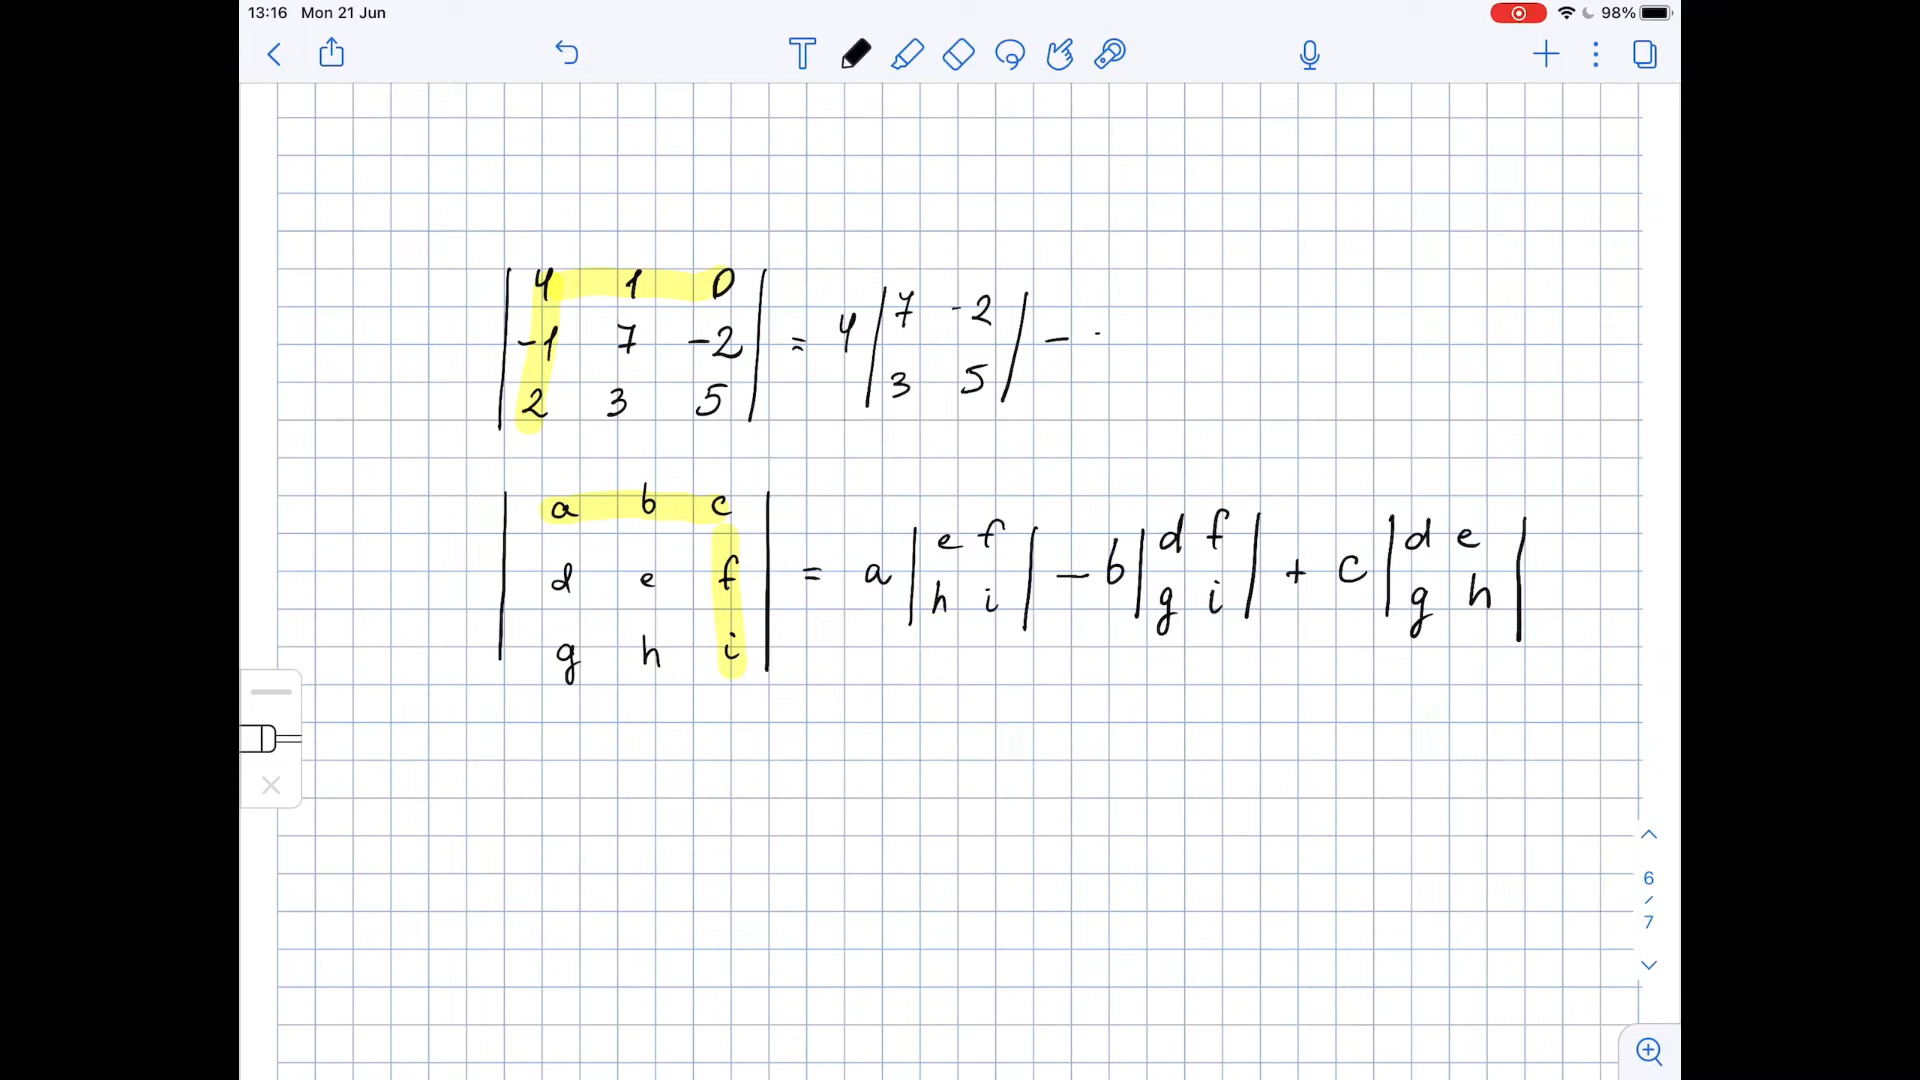 13:16 Mon 21 Jun 98%
T
| 4 1 0 |
| -1 7 -2 | = 4 | 7 -2 | -
| 2 3 5 | | 3 5 |
| a b c |
| d e f | = a | e f | - b | d f | + c | d e |
| g h i | | h i | | g i | | g h |
6
/
7